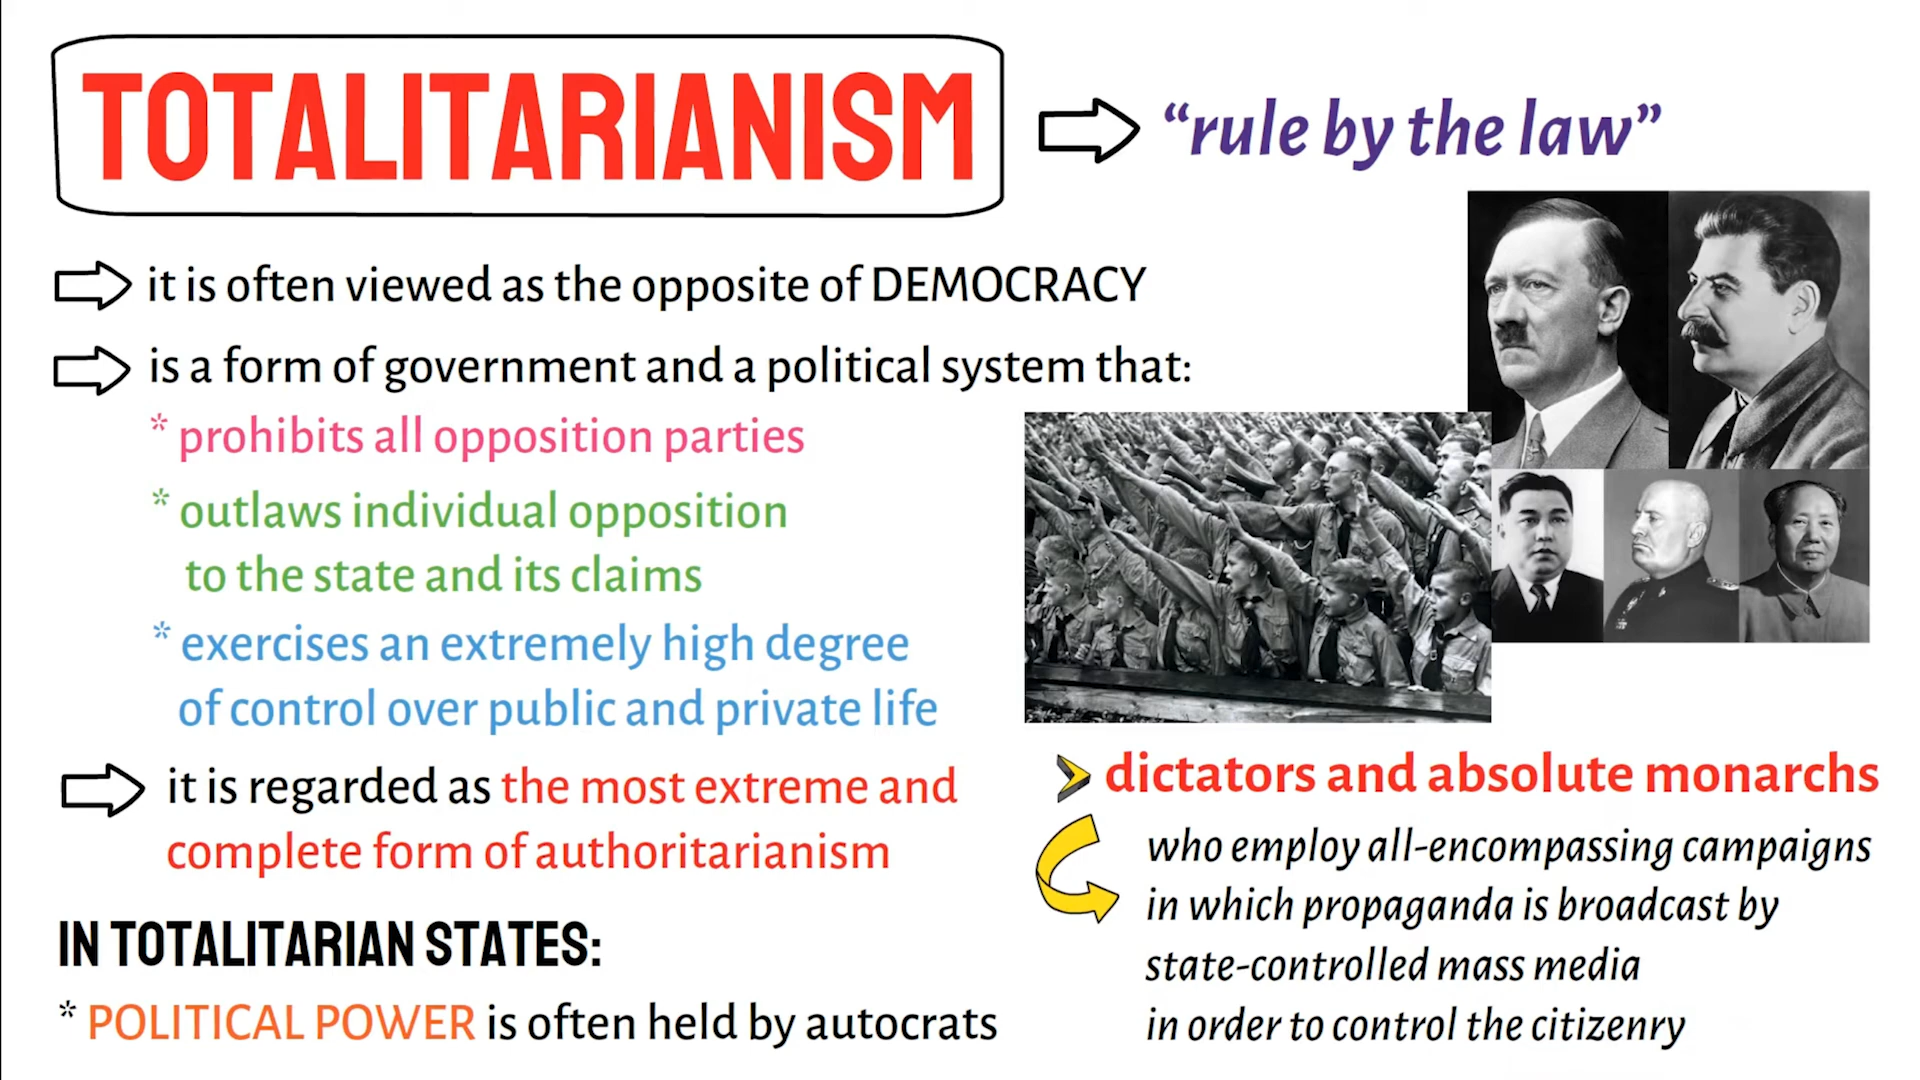 TOTALITARIANISM
“rule by the law”
it is often viewed as the opposite of DEMOCRACY
is a form of government and a political system that:
* prohibits all opposition parties
* outlaws individual opposition
to the state and its claims
* exercises an extremely high degree
of control over public and private life
it is regarded as the most extreme and
complete form of authoritarianism
IN TOTALITARIAN STATES:
* POLITICAL POWER is often held by autocrats
dictators and absolute monarchs
who employ all-encompassing campaigns
in which propaganda is broadcast by
state-controlled mass media
in order to control the citizenry